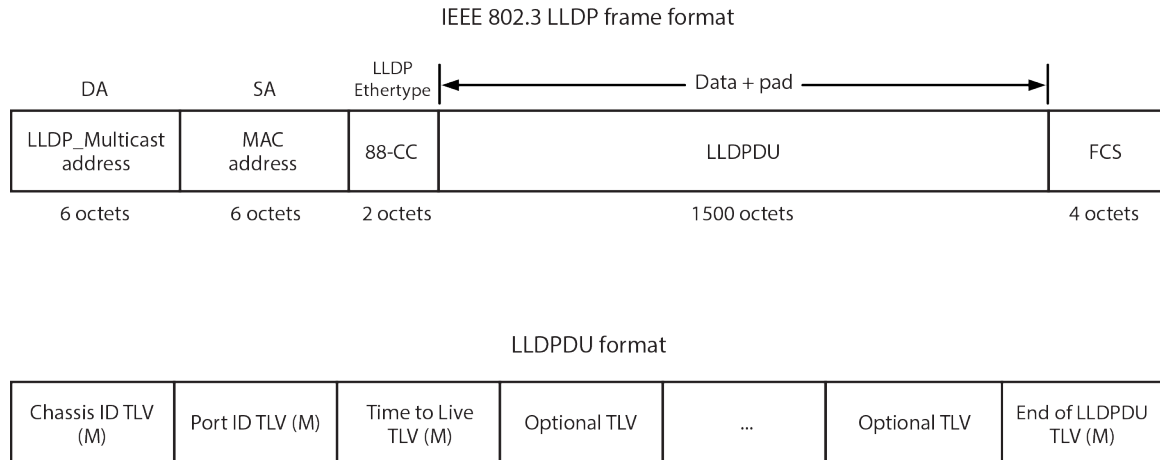 IEEE 802.3 LLDP frame format
DA
SA
LLDP
Ethertype
Data + pad
LLDP_Multicast
address
MAC
address
88-CC
LLDPDU
FCS
6 octets
6 octets
2 octets
1500 octets
4 octets
LLDPDU format
Chassis ID TLV
(M)
Port ID TLV (M)
Time to Live
TLV (M)
Optional TLV
...
Optional TLV
End of LLDPDU
TLV (M)